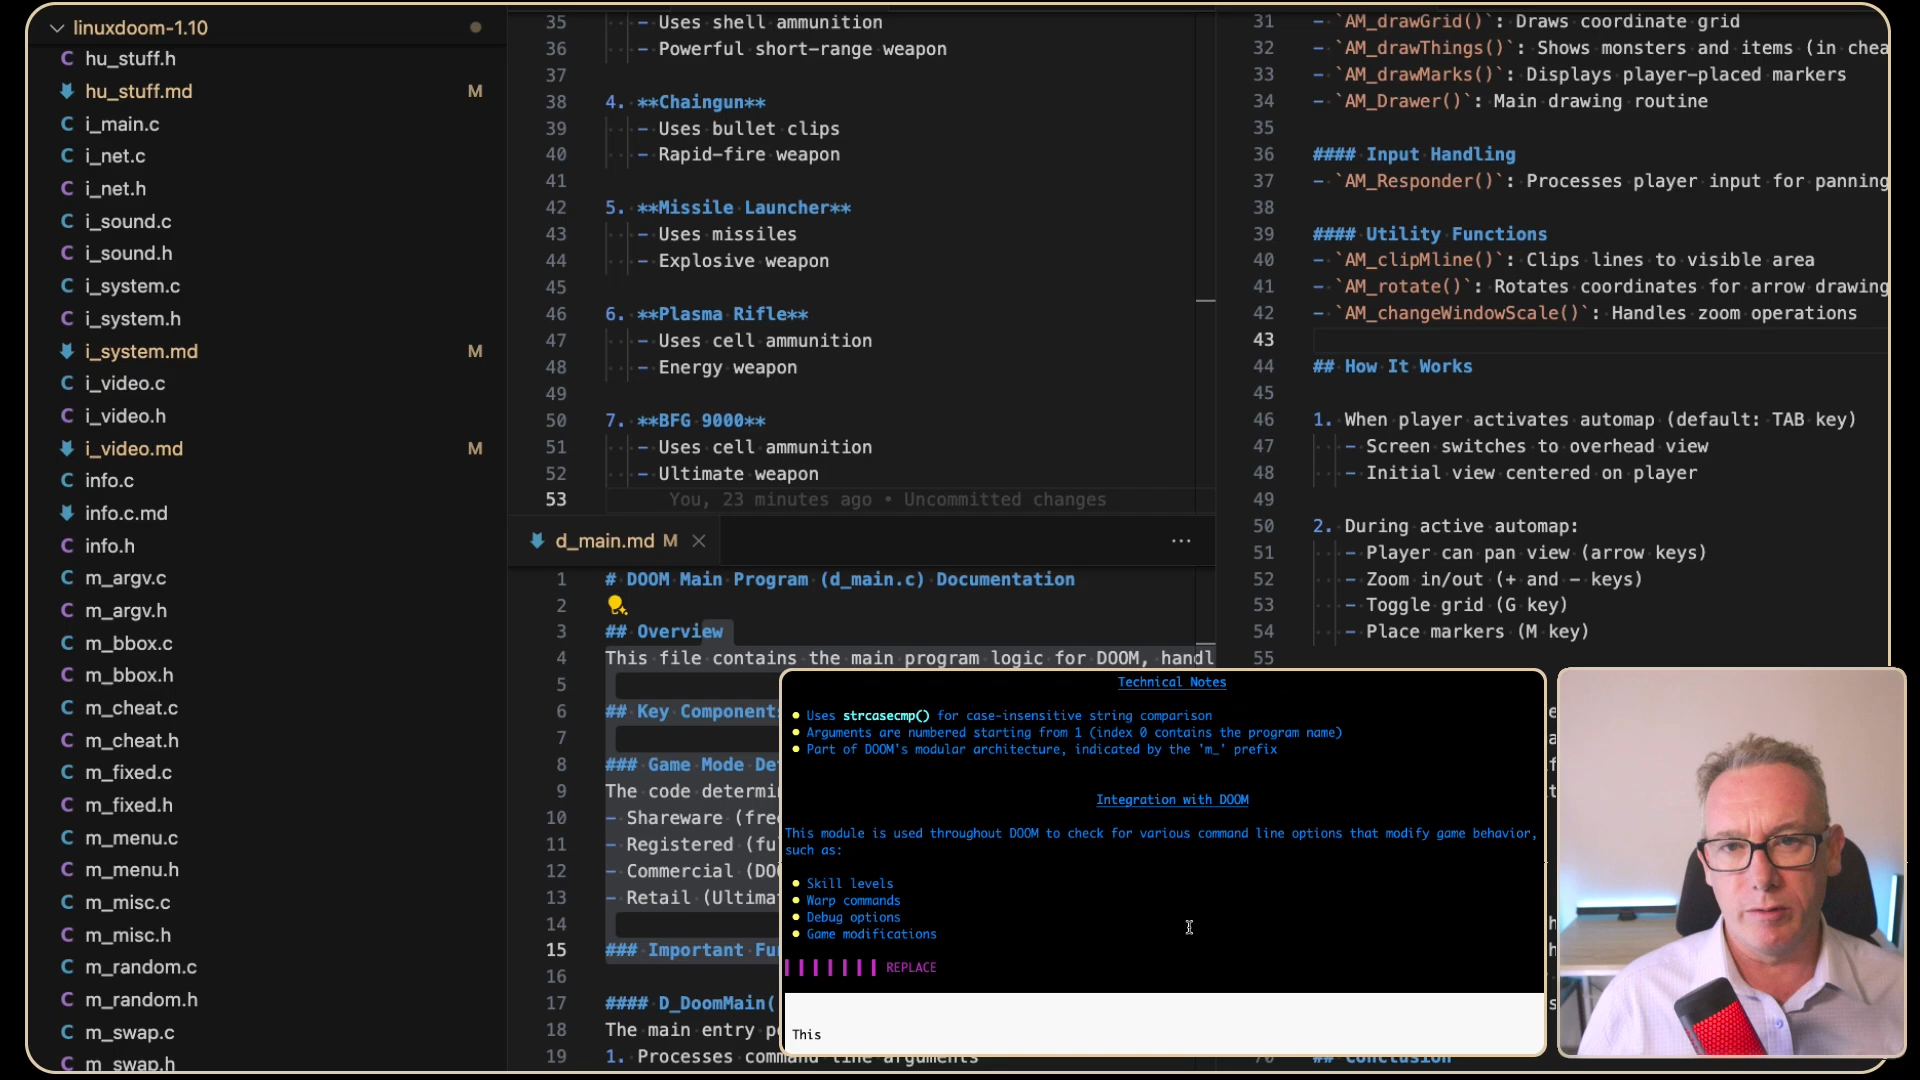 linuxdoom-1.10
C hu_stuff.h
hu_stuff.md M
C i_main.c
C i_net.c
C i_net.h
C i_sound.c
C i_sound.h
C i_system.c
C i_system.h
i_system.md M
C i_video.c
C i_video.h
i_video.md M
C info.c
info.c.md
C info.h
C m_argv.c
C m_argv.h
C m_bbox.c
C m_bbox.h
C m_cheat.c
C m_cheat.h
C m_fixed.c
C m_fixed.h
C m_menu.c
C m_menu.h
C m_misc.c
C m_misc.h
C m_random.c
C m_random.h
C m_swap.c
C m_swap.h
35 - Uses shell ammunition
36 - Powerful short-range weapon
37
38 4. **Chaingun**
39 - Uses bullet clips
40 - Rapid-fire weapon
41
42 5. **Missile Launcher**
43 - Uses missiles
44 - Explosive weapon
45
46 6. **Plasma Rifle**
47 - Uses cell ammunition
48 - Energy weapon
49
50 7. **BFG 9000**
51 - Uses cell ammunition
52 - Ultimate weapon
53 You, 23 minutes ago • Uncommitted changes
d_main.md M
1 # DOOM Main Program (d_main.c) Documentation
2
3 ## Overview
4 This file contains the main program logic for DOOM, handl
5
6 ## Key Components
7
8 ### Game Mode De
9 The code determin
10 - Shareware (free
11 - Registered (fu
12 - Commercial (DOO
13 - Retail (Ultima
14
15 ### Important Fu
16
17 #### D_DoomMain(
18 The main entry po
19 1. Processes command line arguments
31 - `AM_drawGrid()`: Draws coordinate grid
32 - `AM_drawThings()`: Shows monsters and items (in chea
33 - `AM_drawMarks()`: Displays player-placed markers
34 - `AM_Drawer()`: Main drawing routine
35
36 #### Input Handling
37 - `AM_Responder()`: Processes player input for panning
38
39 #### Utility Functions
40 - `AM_clipMline()`: Clips lines to visible area
41 - `AM_rotate()`: Rotates coordinates for arrow drawing
42 - `AM_changeWindowScale()`: Handles zoom operations
43
44 ## How It Works
45
46 1. When player activates automap (default: TAB key)
47 - Screen switches to overhead view
48 - Initial view centered on player
49
50 2. During active automap:
51 - Player can pan view (arrow keys)
52 - Zoom in/out (+ and - keys)
53 - Toggle grid (G key)
54 - Place markers (M key)
55
## Conclusion
Technical Notes
• Uses strcasecmp() for case-insensitive string comparison
• Arguments are numbered starting from 1 (index 0 contains the program name)
• Part of DOOM's modular architecture, indicated by the 'm_' prefix
Integration with DOOM
This module is used throughout DOOM to check for various command line options that modify game behavior,
such as:
• Skill levels
• Warp commands
• Debug options
• Game modifications
REPLACE
This